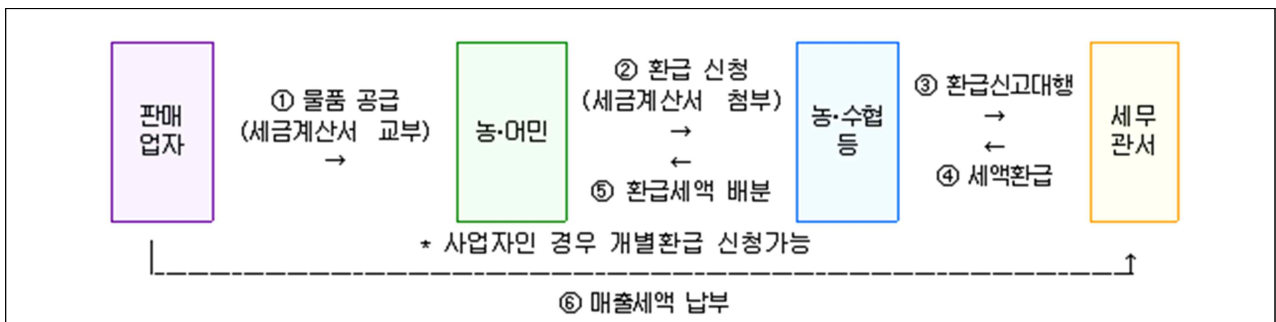 판매
업자
① 물품 공급
(세금계산서 교부)
→
농·어민
② 환급 신청
(세금계산서 첨부)
→
←
⑤ 환급세액 배분
농·수협
등
③ 환급신고대행
→
←
④ 세액환급
세무
관서
* 사업자인 경우 개별환급 신청가능
⑥ 매출세액 납부